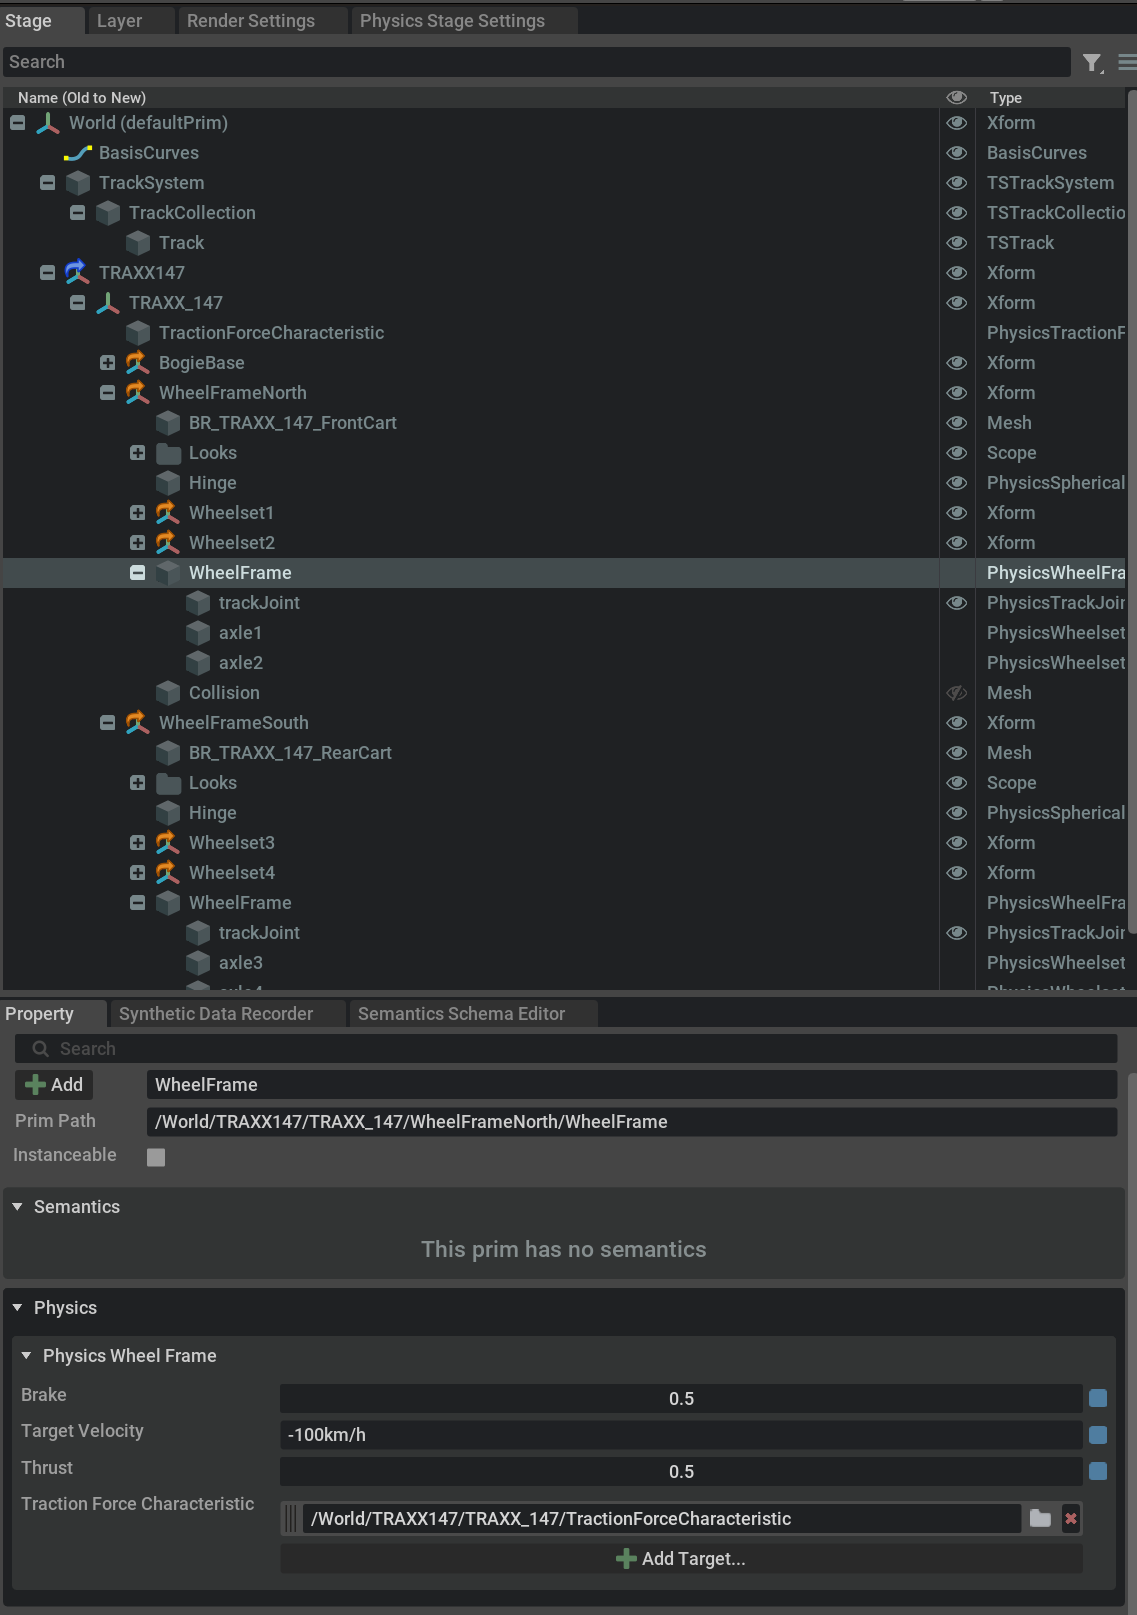 Stage Layer Render Settings Physics Stage Settings
Search
Name (Old to New) Type
World (defaultPrim) Xform
BasisCurves BasisCurves
TrackSystem TSTrackSystem
TrackCollection TSTrackCollectio
Track TSTrack
TRAXX147 Xform
TRAXX_147 Xform
TractionForceCharacteristic PhysicsTractionF
BogieBase Xform
WheelFrameNorth Xform
BR_TRAXX_147_FrontCart Mesh
Looks Scope
Hinge PhysicsSpherical
Wheelset1 Xform
Wheelset2 Xform
WheelFrame PhysicsWheelFra
trackJoint PhysicsTrackJoin
axle1 PhysicsWheelset
axle2 PhysicsWheelset
Collision Mesh
WheelFrameSouth Xform
BR_TRAXX_147_RearCart Mesh
Looks Scope
Hinge PhysicsSpherical
Wheelset3 Xform
Wheelset4 Xform
WheelFrame PhysicsWheelFra
trackJoint PhysicsTrackJoin
axle3 PhysicsWheelset
Property Synthetic Data Recorder Semantics Schema Editor
Search
Add WheelFrame
Prim Path /World/TRAXX147/TRAXX_147/WheelFrameNorth/WheelFrame
Instanceable
Semantics
This prim has no semantics
Physics
Physics Wheel Frame
Brake 0.5
Target Velocity -100km/h
Thrust 0.5
Traction Force Characteristic /World/TRAXX147/TRAXX_147/TractionForceCharacteristic
Add Target...